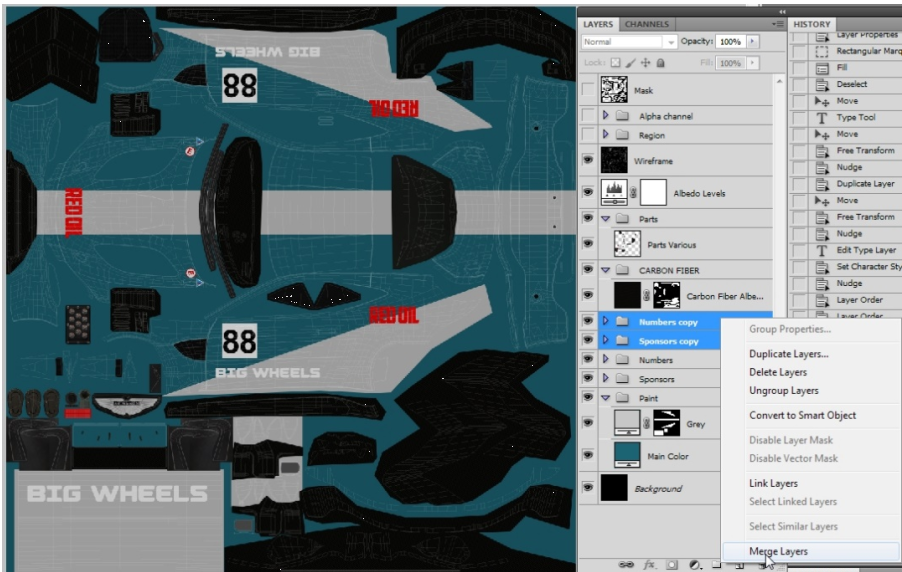 BIG WHEELS
88
RED OIL
RED OIL
RED OIL
88
BIG WHEELS
BIG WHEELS
LAYERS
CHANNELS
Normal
Opacity: 100%
Lock:
Fill: 100%
Mask
Alpha channel
Region
Wireframe
Albedo Levels
Parts
Parts Various
CARBON FIBER
Carbon Fiber Albe...
Numbers copy
Sponsors copy
Numbers
Sponsors
Paint
Grey
Main Color
Background
HISTORY
Layer Properties
Rectangular Marq
Fill
Deselect
Move
Type Tool
Move
Free Transform
Nudge
Duplicate Layer
Move
Free Transform
Nudge
Edit Type Layer
Set Character Sty
Nudge
Layer Order
Layer Order
Group Properties...
Duplicate Layers...
Delete Layers
Ungroup Layers
Convert to Smart Object
Disable Layer Mask
Disable Vector Mask
Link Layers
Select Linked Layers
Select Similar Layers
Merge Layers
fx.